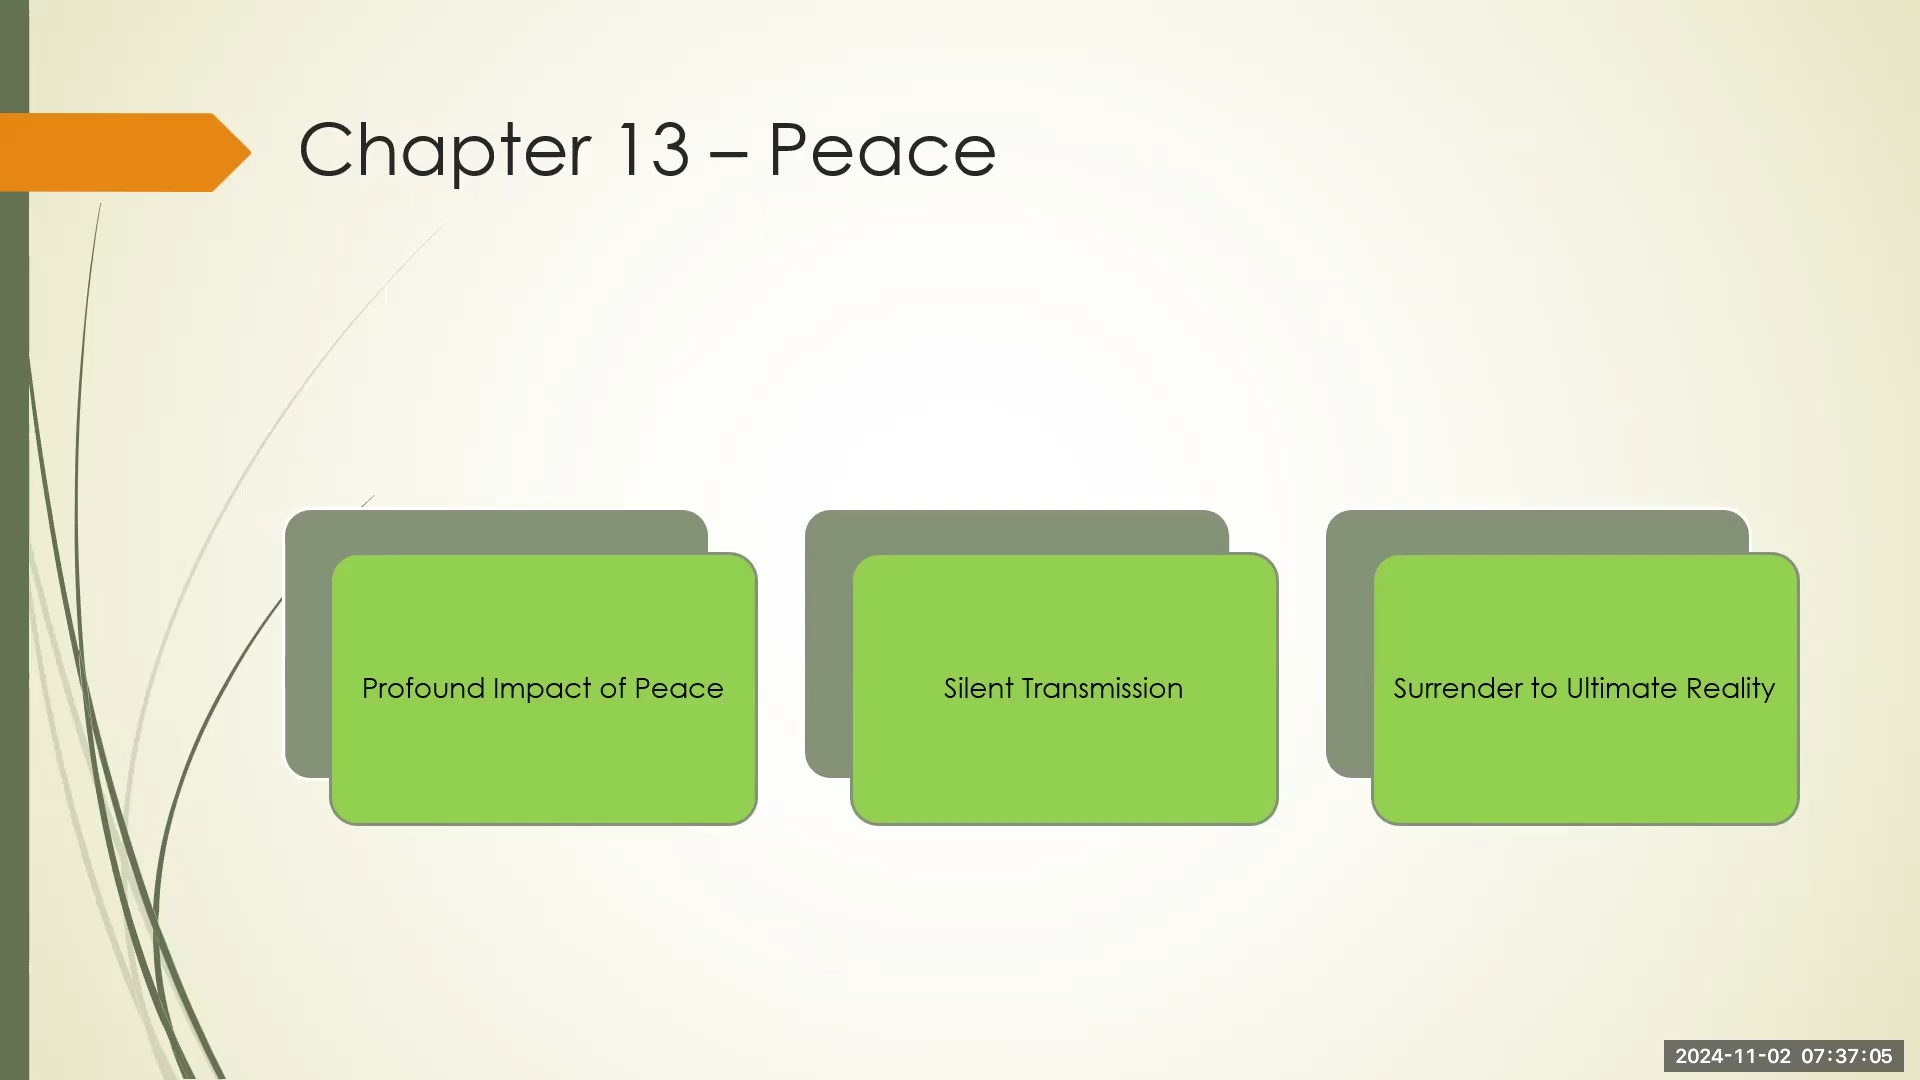 Chapter 13 – Peace
Profound Impact of Peace
Silent Transmission
Surrender to Ultimate Reality
2024-11-02 07:37:05